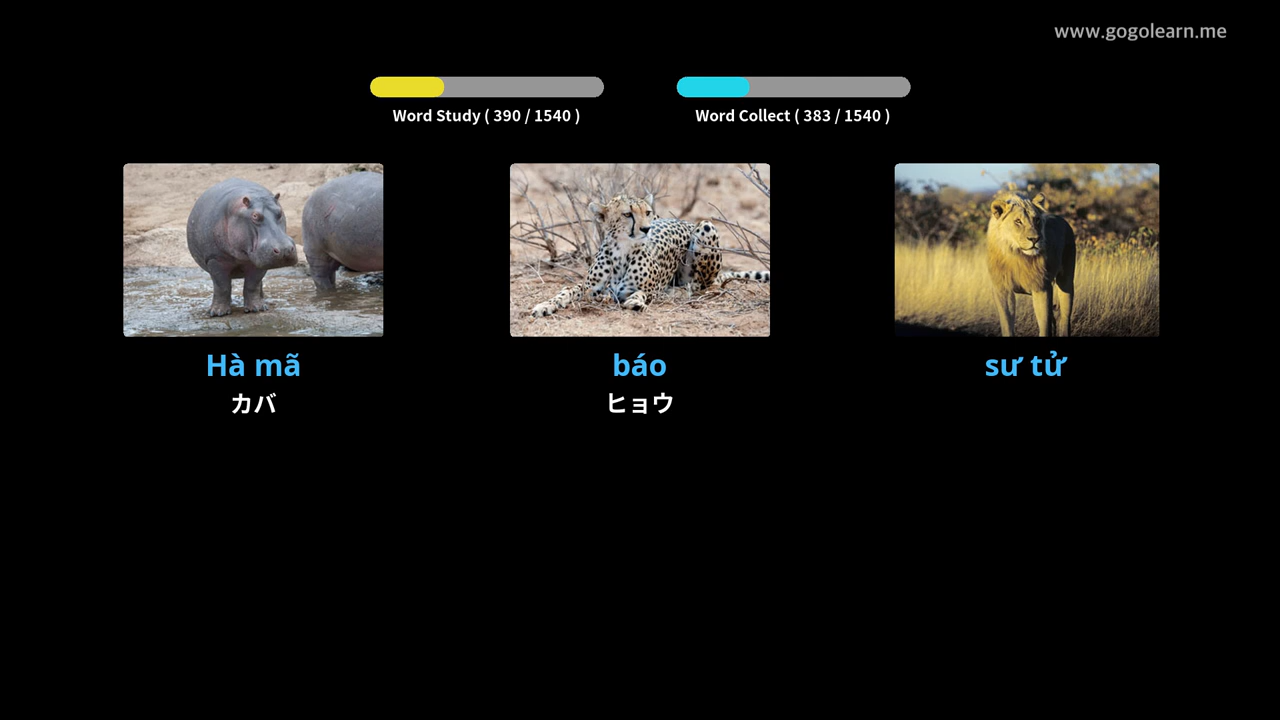 www.gogolearn.me
Word Study ( 390 / 1540 )
Word Collect ( 383 / 1540 )
Hà mã
báo
sư tử
カバ
ヒョウ